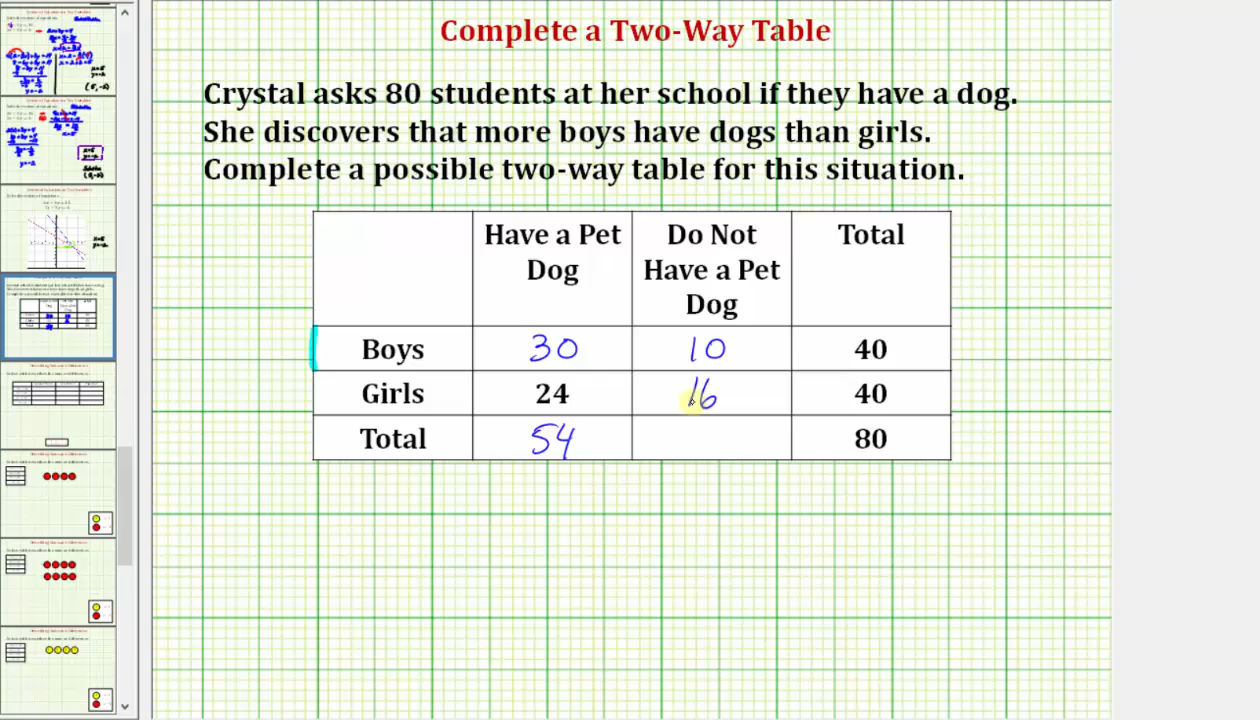 Complete a Two-Way Table
Crystal asks 80 students at her school if they have a dog.
She discovers that more boys have dogs than girls.
Complete a possible two-way table for this situation.
Have a Pet Dog
Do Not Have a Pet Dog
Total
Boys 30 10 40
Girls 24 16 40
Total 54 80